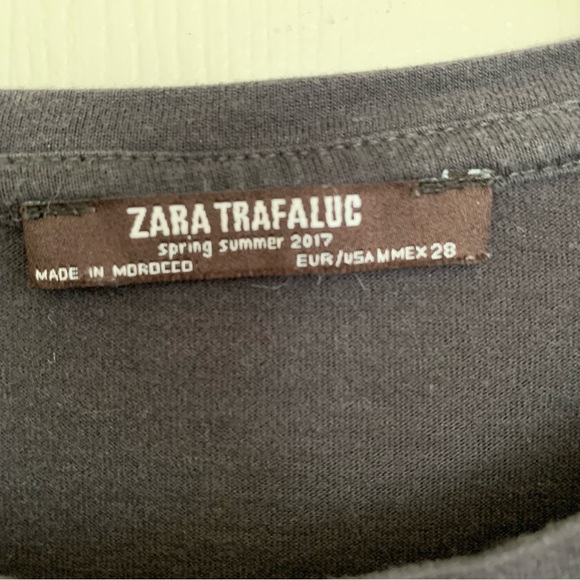 ZARA TRAFALUC
spring summer 2017
MADE IN MOROCCO EUR/USA M MEX 28